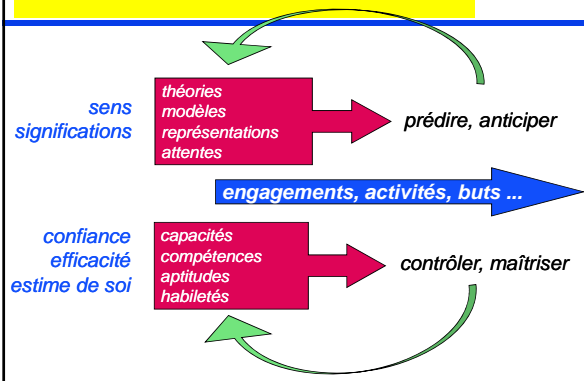 sens
significations
théories
modèles
représentations
attentes
prédire, anticiper
engagements, activités, buts ...
confiance
efficacité
estime de soi
capacités
compétences
aptitudes
habiletés
contrôler, maîtriser